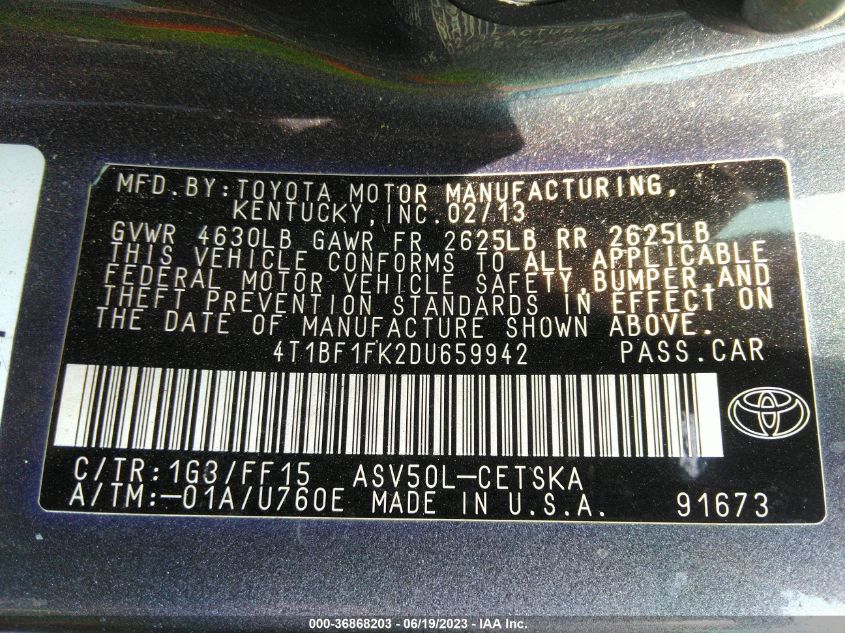 MFD.BY:TOYOTA MOTOR MANUFACTURING,
KENTUCKY,INC.02/13
GVWR 4630LB GAWR FR 2625LB RR 2625LB
THIS VEHICLE CONFORMS TO ALL APPLICABLE
FEDERAL MOTOR VEHICLE SAFETY,BUMPER,AND
THEFT PREVENTION STANDARDS IN EFFECT ON
THE DATE OF MANUFACTURE SHOWN ABOVE.
4T1BF1FK2DU659942 PASS.CAR
C/TR:1G3/FF15 ASV50L-CETSKA
A/TM:-01A/U760E MADE IN U.S.A. 91673
000-36868203 - 06/19/2023 - IAA Inc.